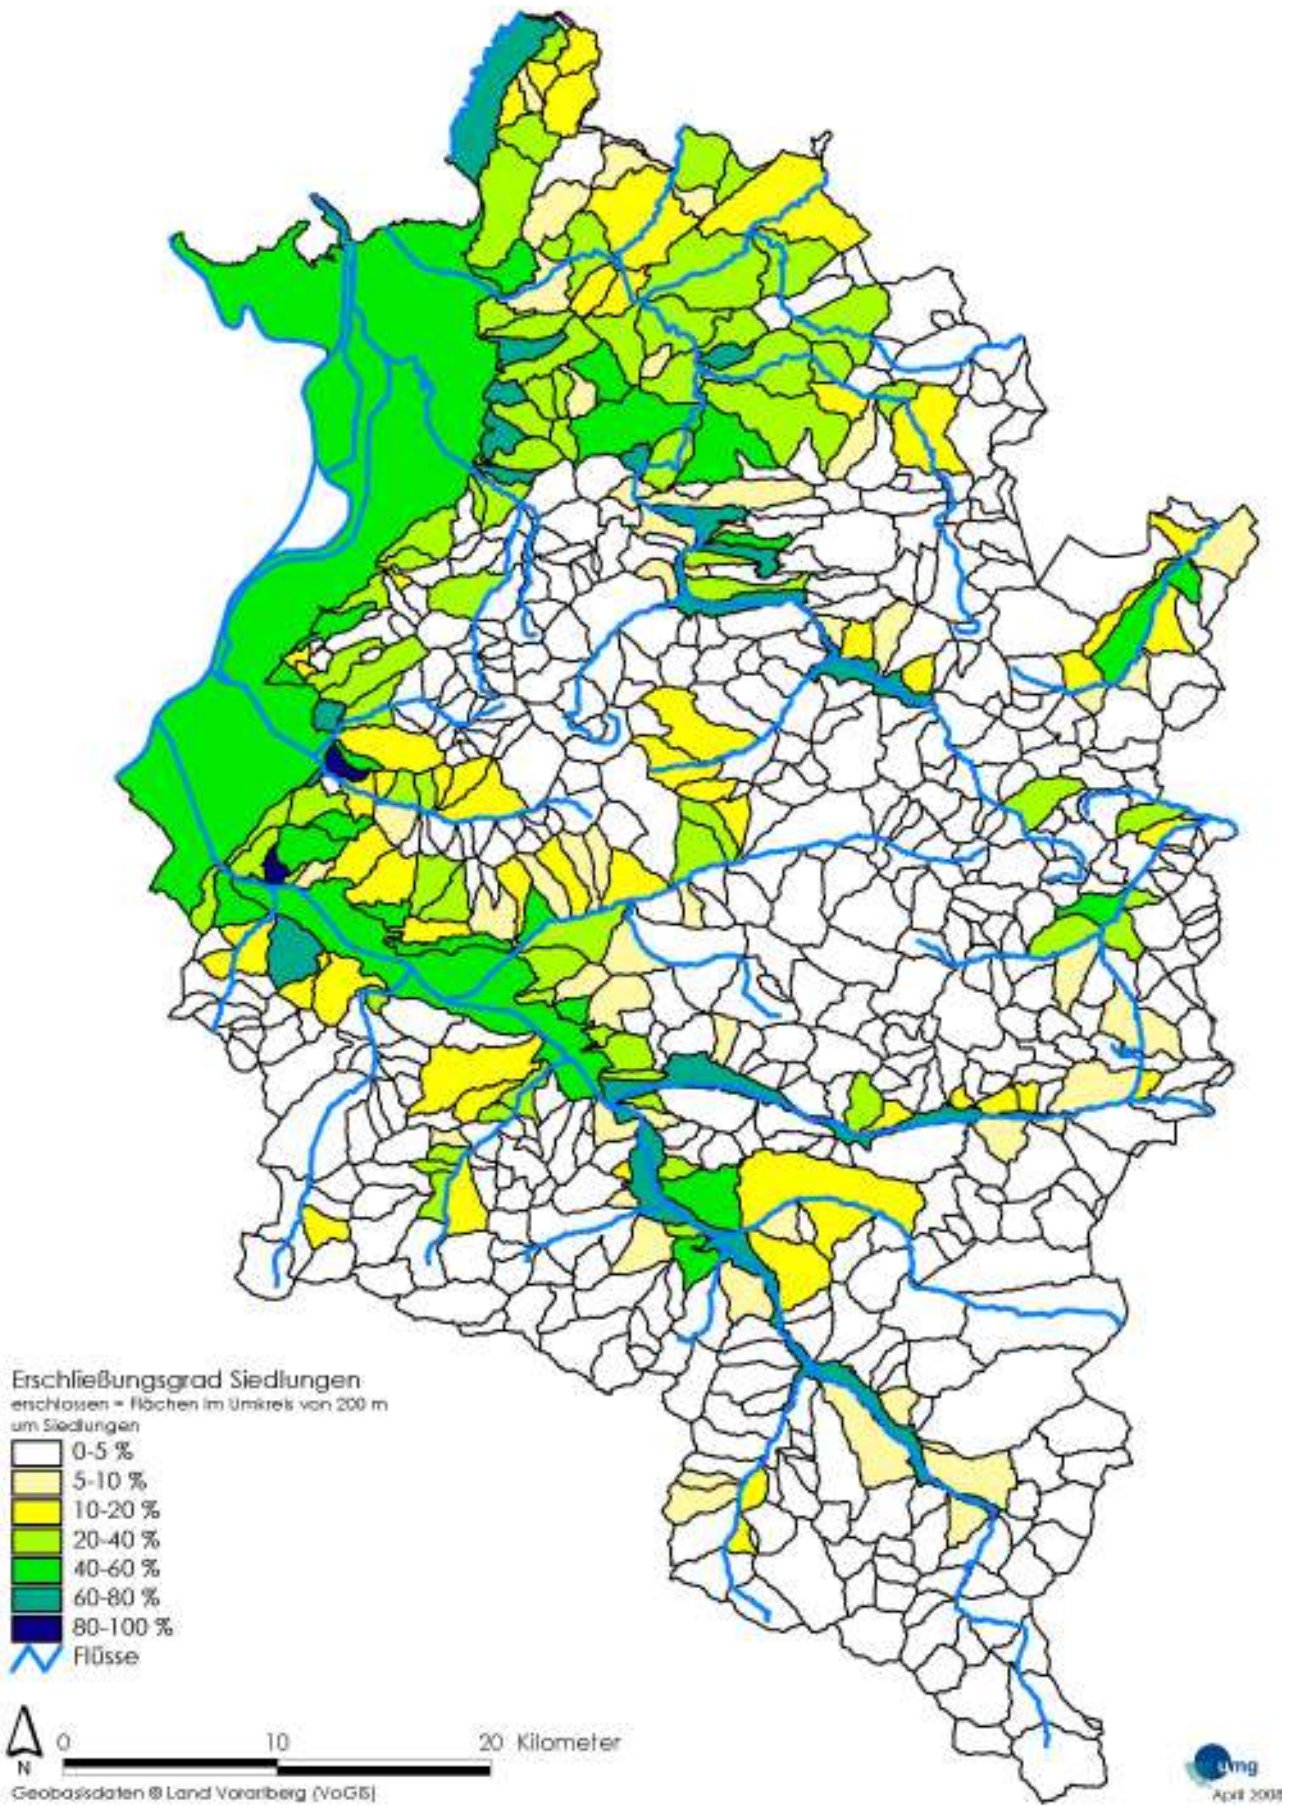 Erschließungsgrad Siedlungen
erschlossen = Flächen im Umkreis von 200 m
um Siedlungen
0-5 %
5-10 %
10-20 %
20-40 %
40-60 %
60-80 %
80-100 %
Flüsse
0 10 20 Kilometer
N
Geobasisdaten © Land Vorarlberg (VoGIS)
umg
April 2008